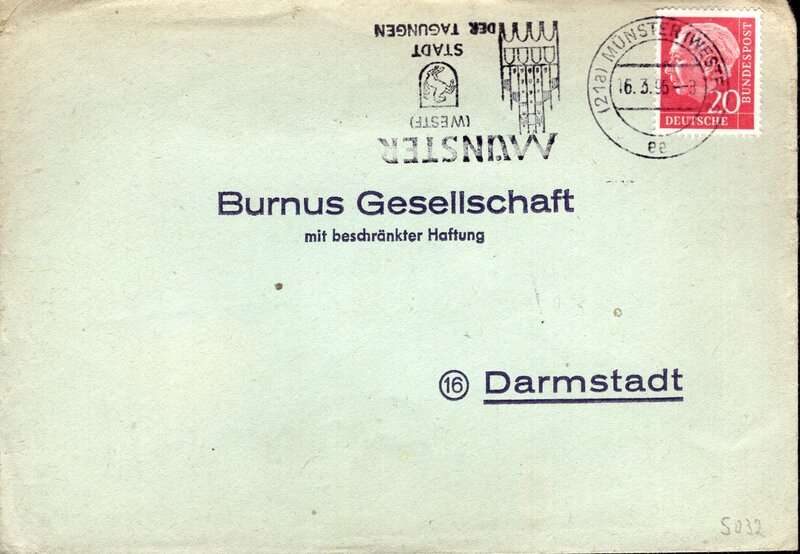 MÜNSTER
(WESTF)
STADT
DER TAGUNGEN
(21a) MÜNSTER (WESTF)
16. 3. 56
ee
20
DEUTSCHE
BUNDESPOST
Burnus Gesellschaft
mit beschränkter Haftung
16 Darmstadt
5032